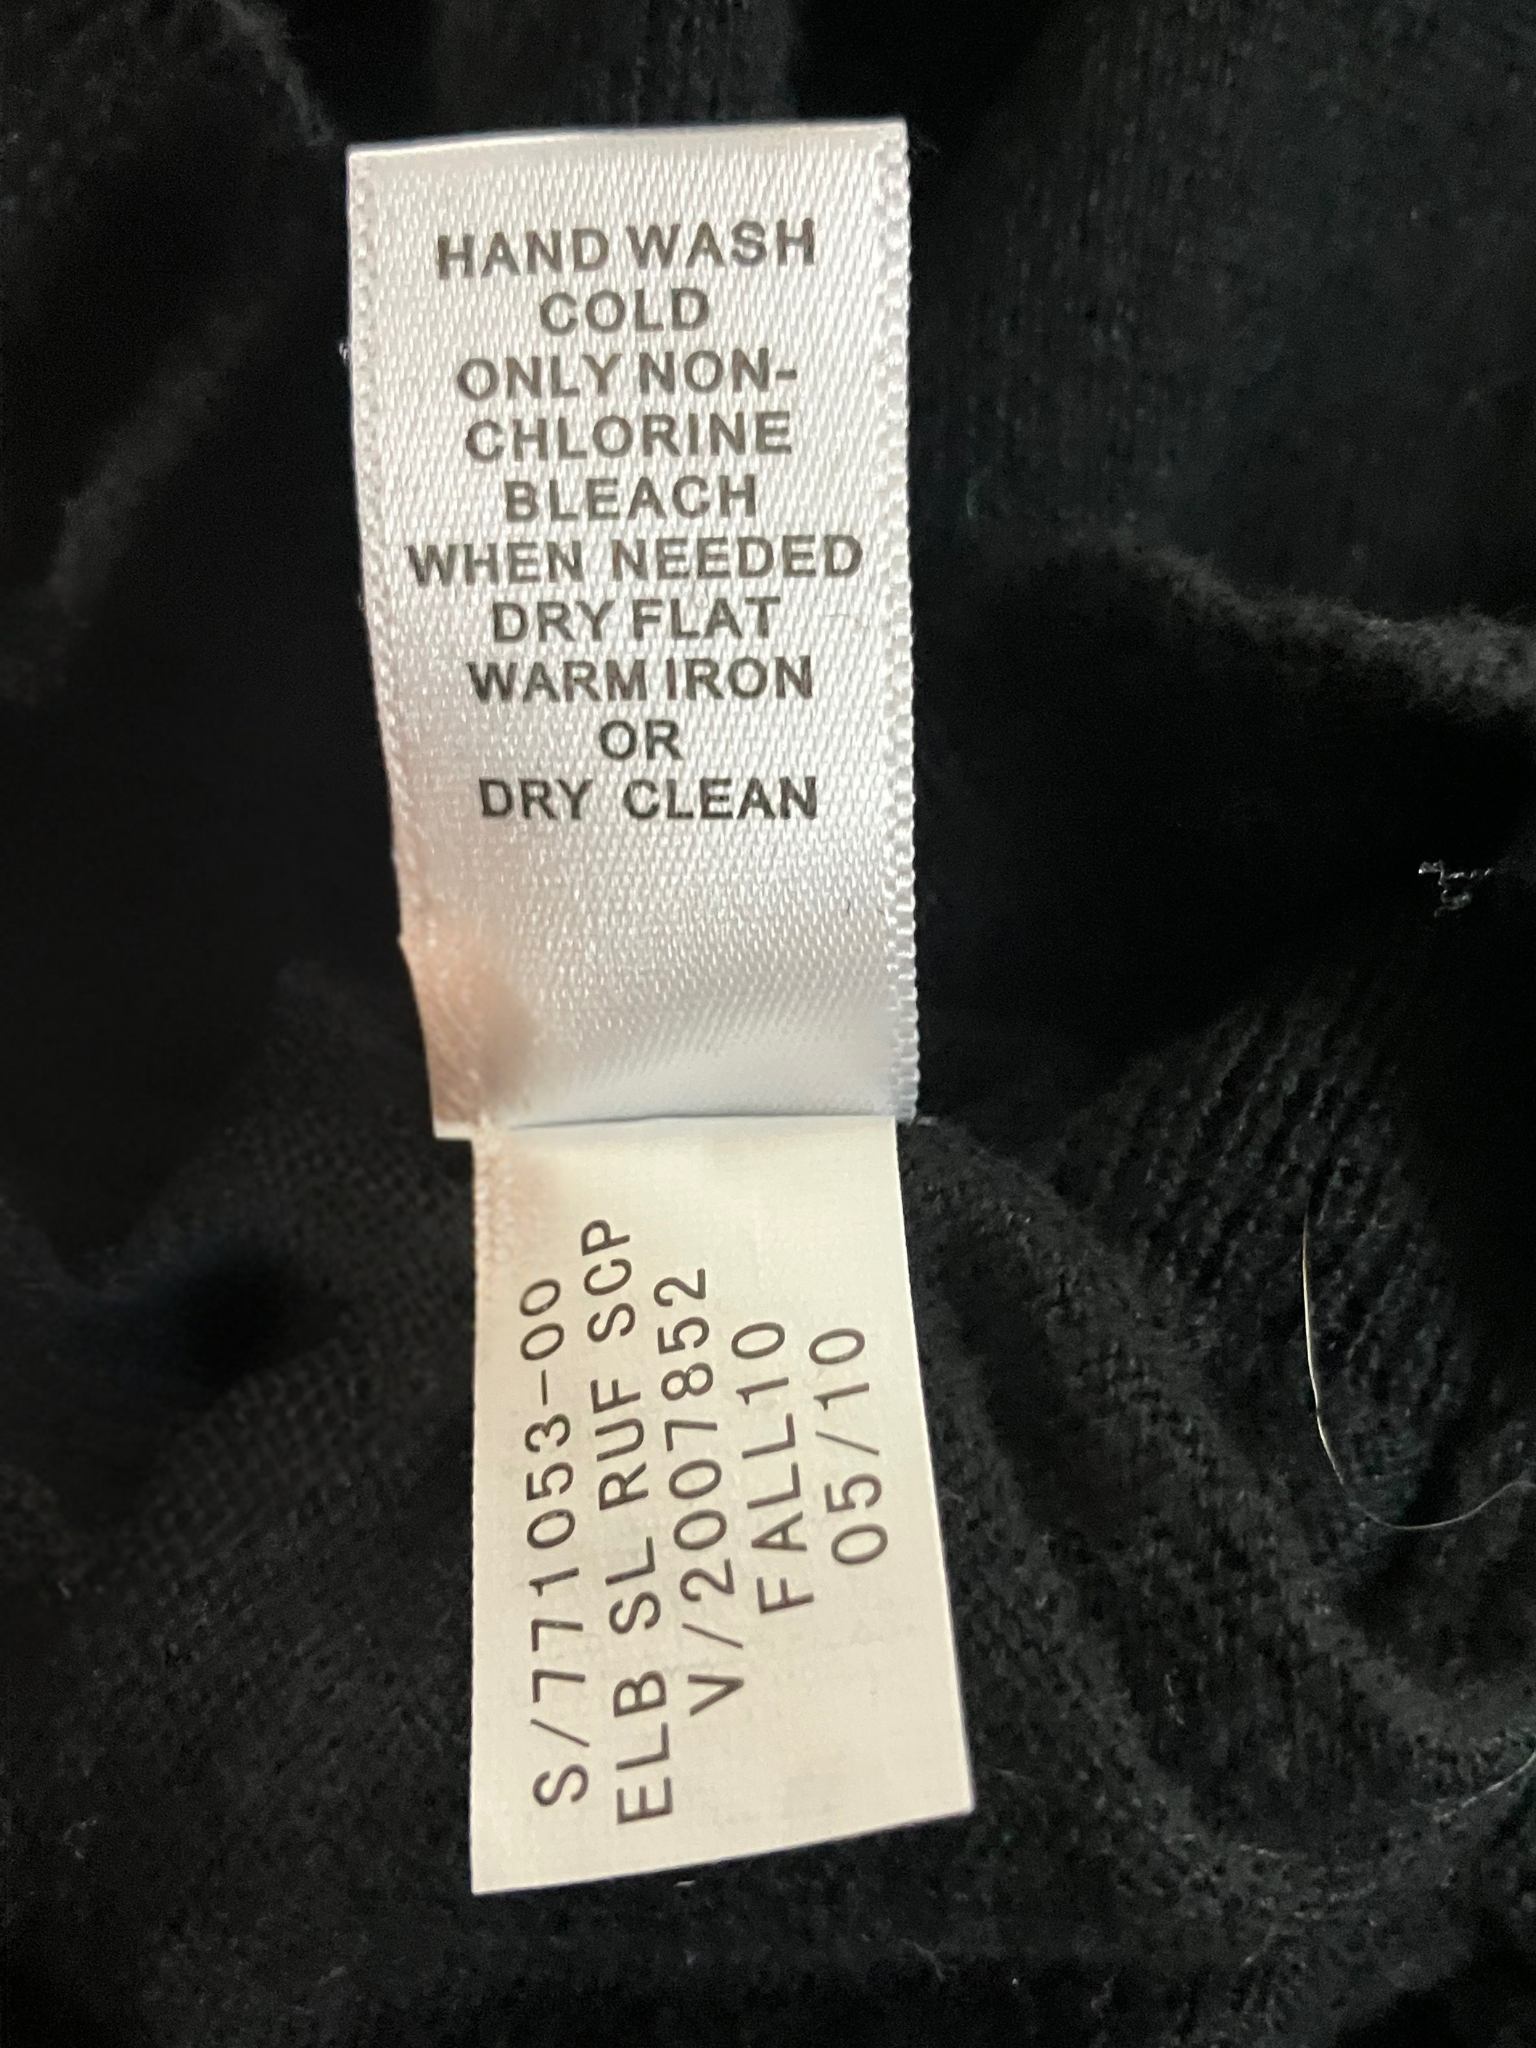 HAND WASH
COLD
ONLY NON-
CHLORINE
BLEACH
WHEN NEEDED
DRY FLAT
WARM IRON
OR
DRY CLEAN
S/771053-00
ELB SL RUF SCP
V/2007852
FALL10
05/10